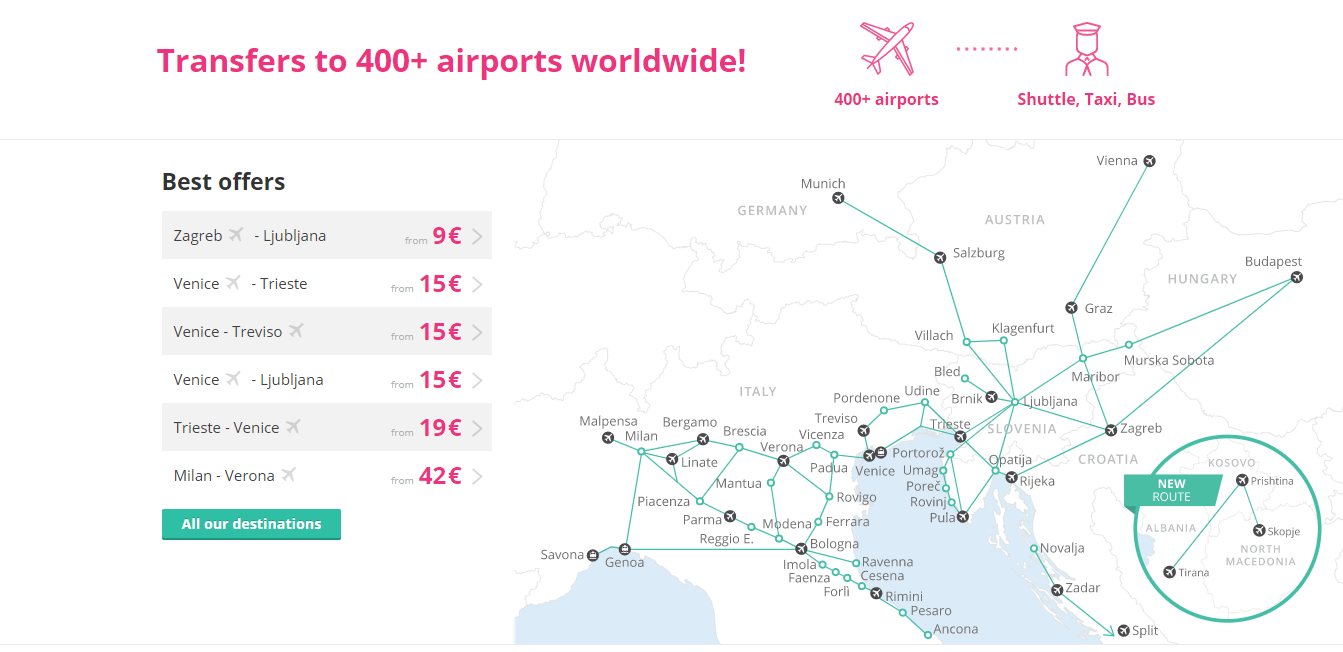 Transfers to 400+ airports worldwide!
400+ airports
Shuttle, Taxi, Bus
Best offers
Zagreb - Ljubljana from 9€
Venice - Trieste from 15€
Venice - Treviso from 15€
Venice - Ljubljana from 15€
Trieste - Venice from 19€
Milan - Verona from 42€
All our destinations
Vienna
Munich
GERMANY
AUSTRIA
Salzburg
Budapest
HUNGARY
Graz
Villach
Klagenfurt
Murska Sobota
Maribor
Bled
ITALY
Udine
Pordenone
Brnik
Ljubljana
Treviso
Trieste
SLOVENIA
Zagreb
Malpensa
Milan
Bergamo
Brescia
Verona
Vicenza
Padua
Venice
Portorož
Opatija
CROATIA
Linate
Umag
Rijeka
Mantua
Poreč
Piacenza
Rovigo
Rovinj
Parma
Modena
Ferrara
Pula
Reggio E.
Bologna
Savona
Genoa
Imola
Ravenna
Faenza
Cesena
Forlì
Rimini
Pesaro
Ancona
Novalja
Zadar
Split
NEW
ROUTE
KOSOVO
Prishtina
ALBANIA
Skopje
NORTH
MACEDONIA
Tirana